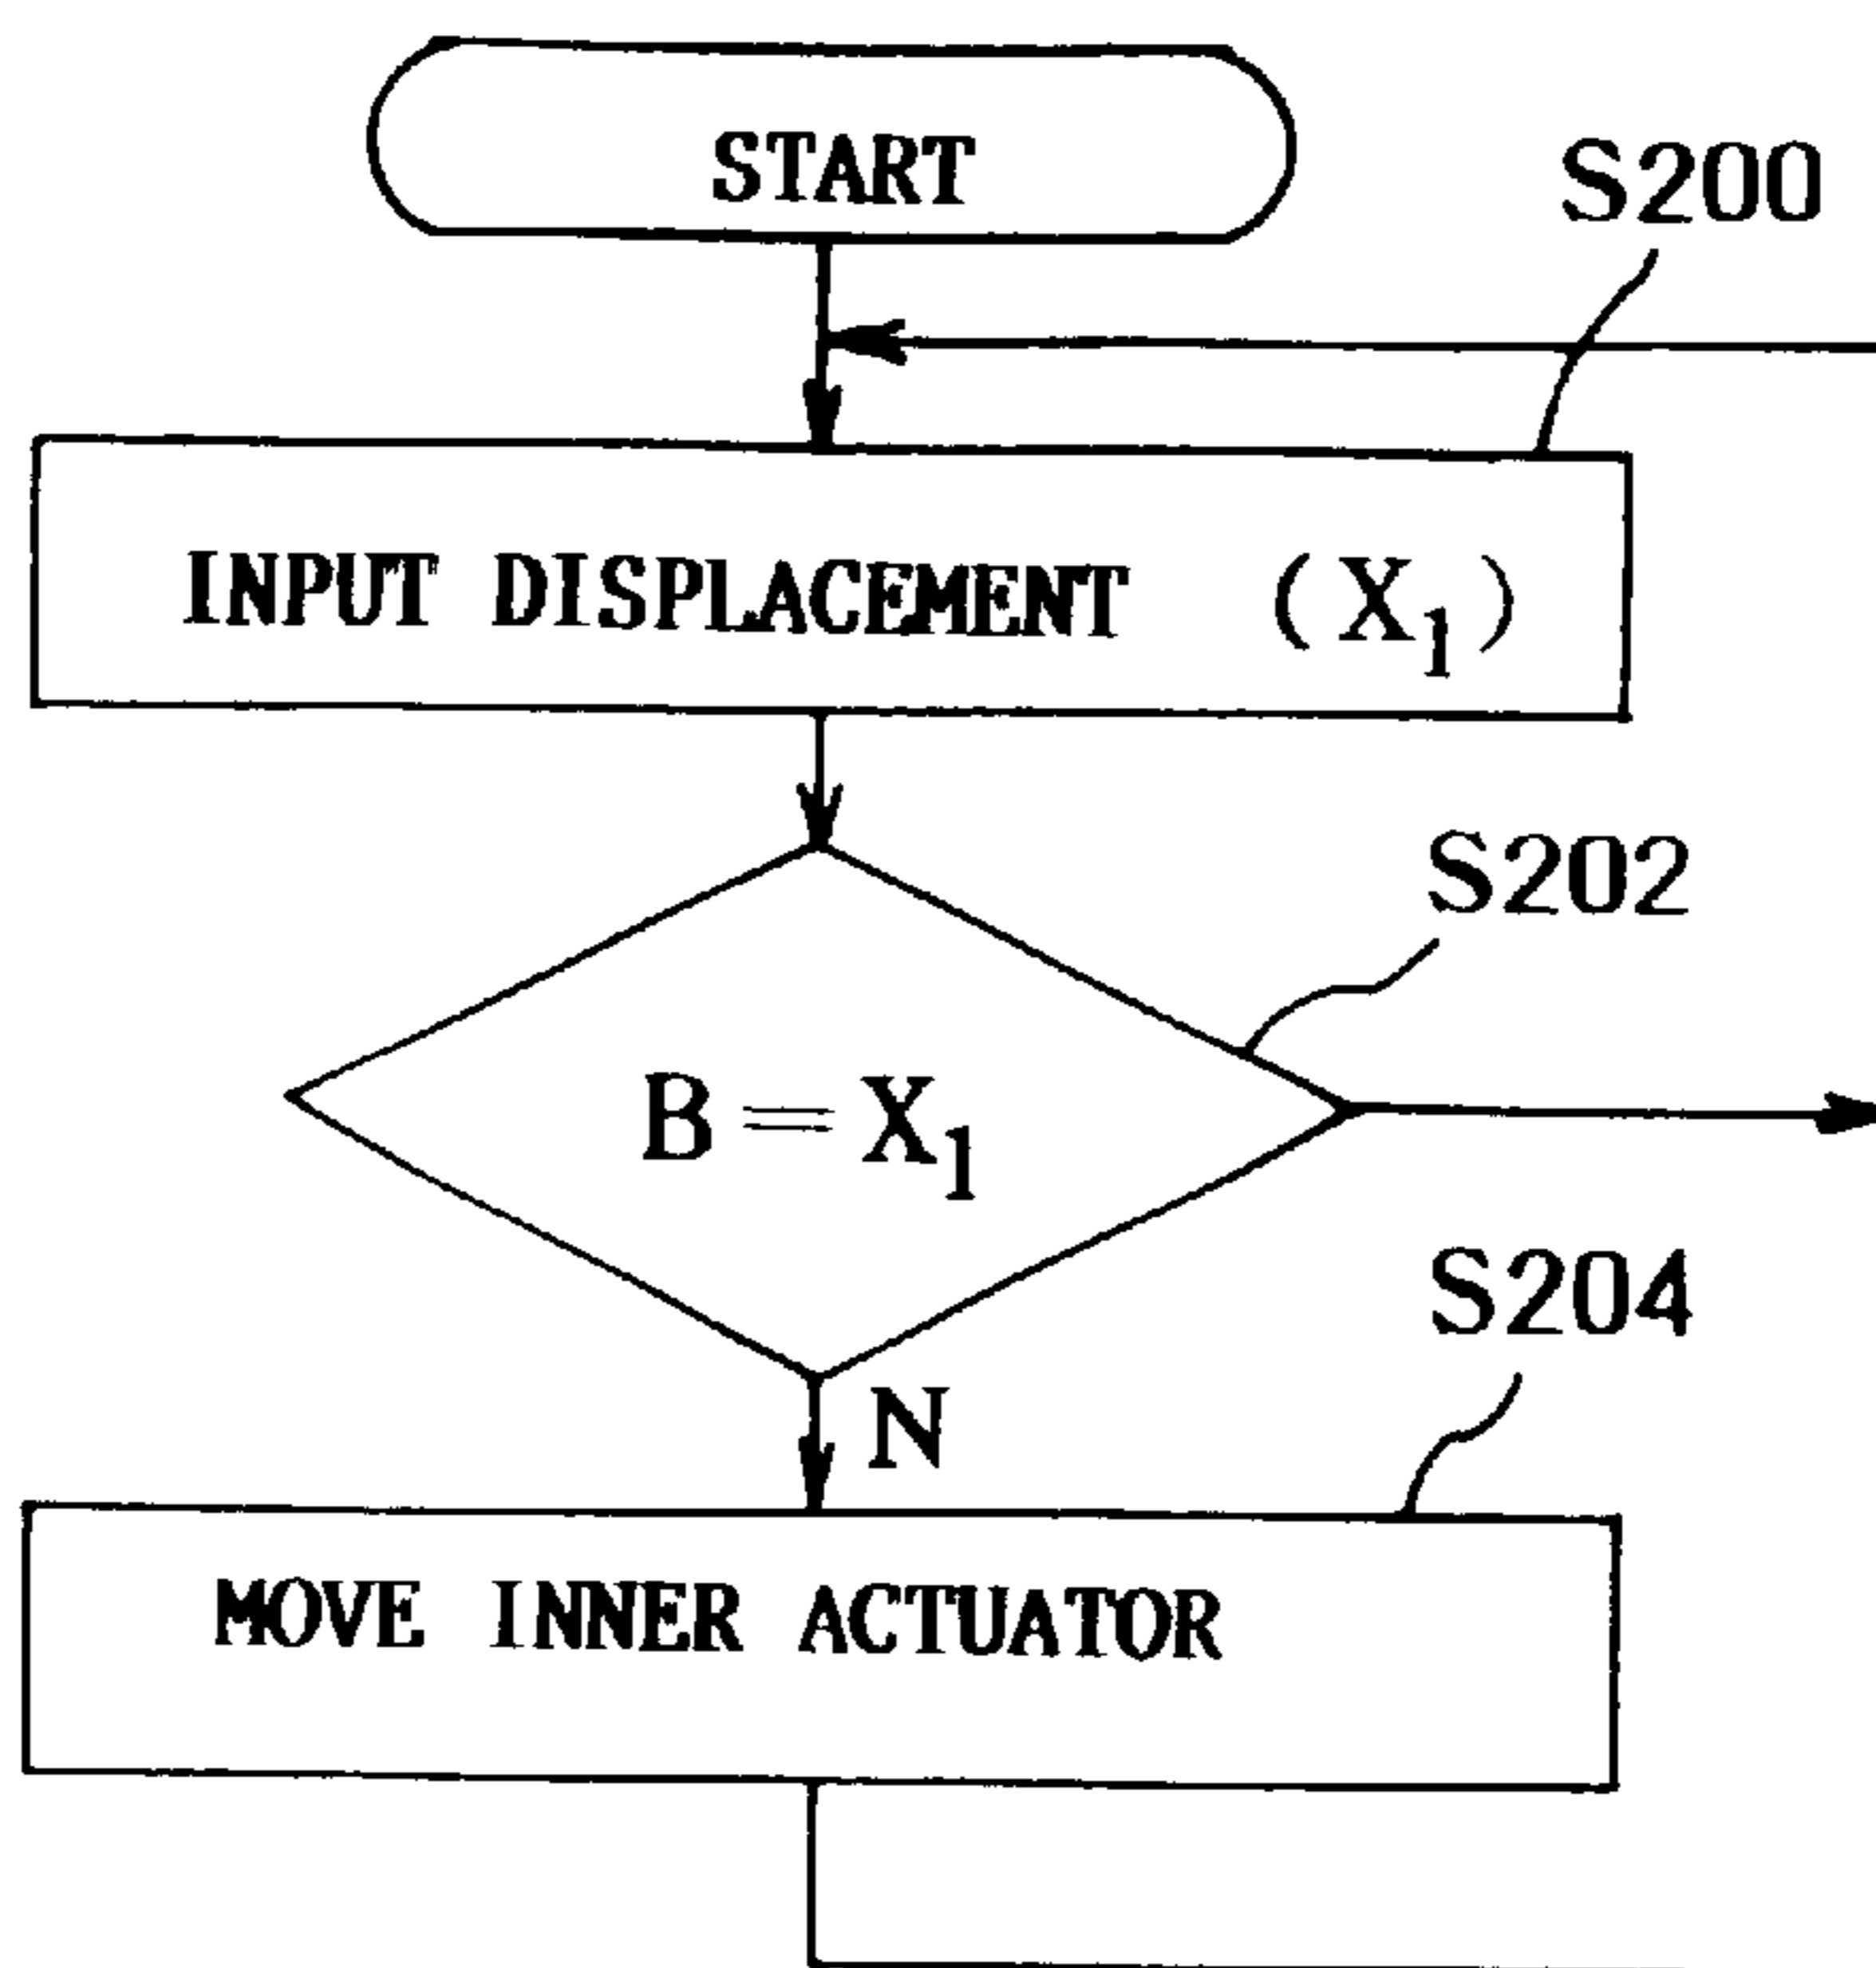 START
S200
INPUT DISPLACEMENT (X₁)
S202
B = X₁
S204
N
MOVE INNER ACTUATOR